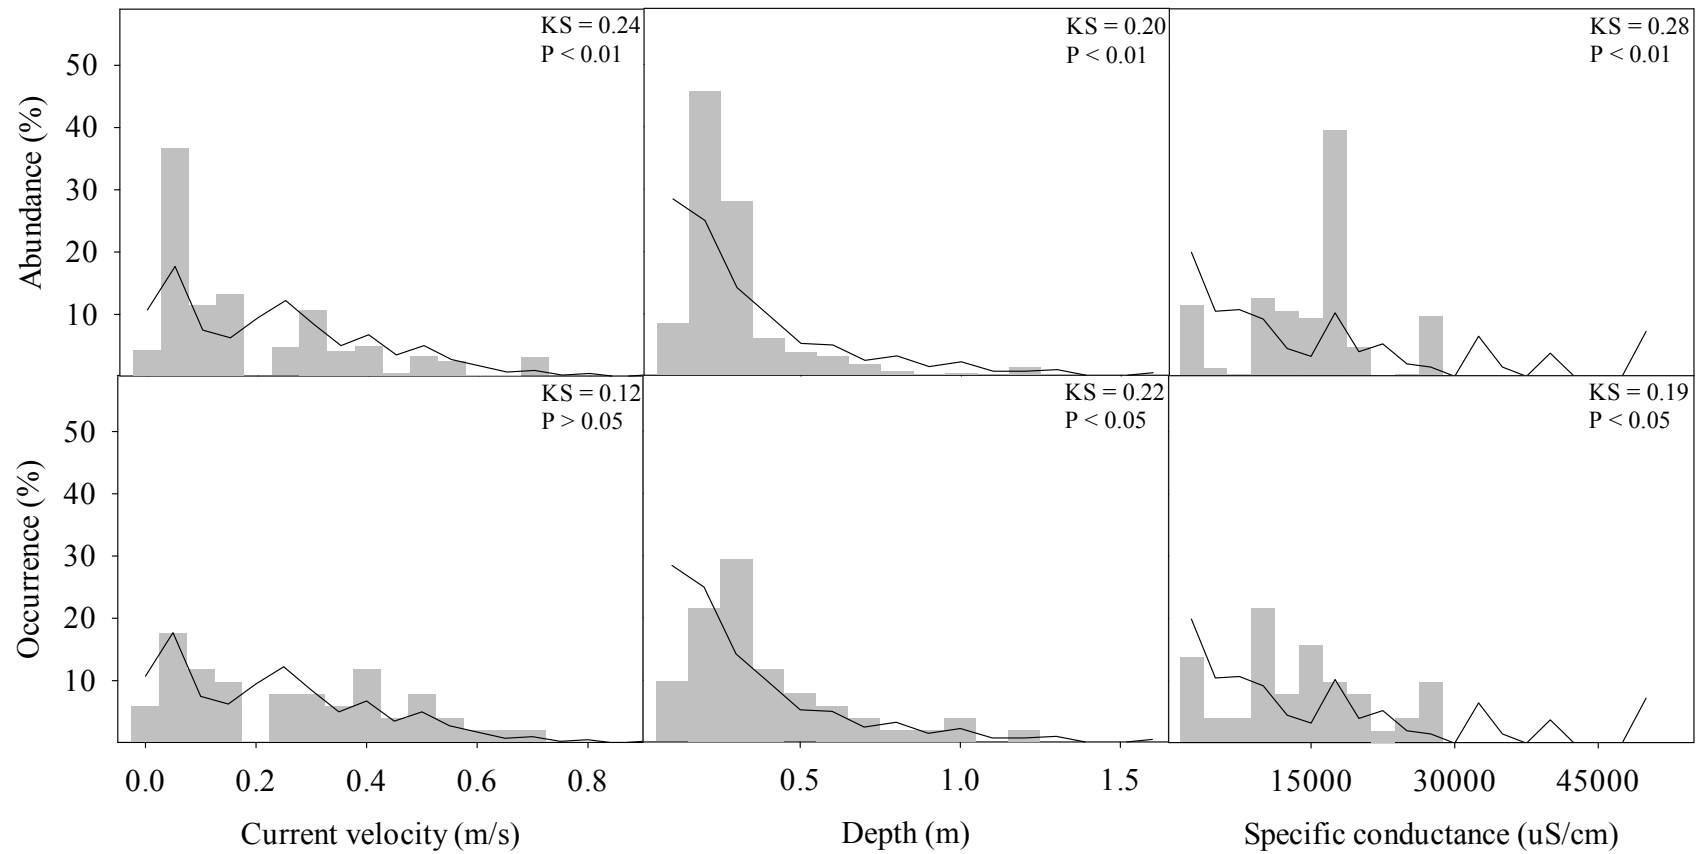 KS = 0.24
P < 0.01
KS = 0.20
P < 0.01
KS = 0.28
P < 0.01
50
40
30
20
10
Abundance (%)
KS = 0.12
P > 0.05
KS = 0.22
P < 0.05
KS = 0.19
P < 0.05
50
40
30
20
10
Occurrence (%)
0.0 0.2 0.4 0.6 0.8
0.5 1.0 1.5
15000 30000 45000
Current velocity (m/s)
Depth (m)
Specific conductance (uS/cm)